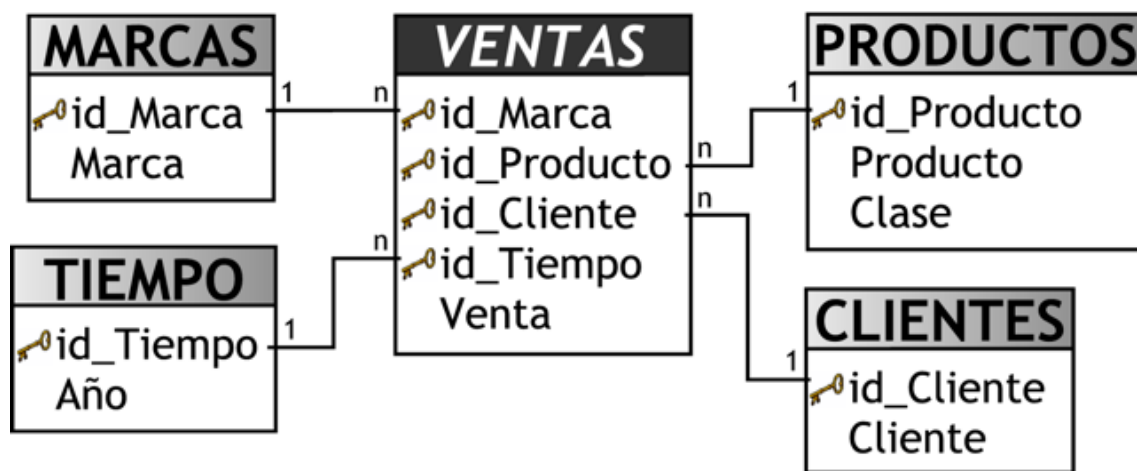 MARCAS
id_Marca
Marca
1
n
VENTAS
id_Marca
id_Producto
id_Cliente
id_Tiempo
Venta
n
n
n
1
PRODUCTOS
id_Producto
Producto
Clase
TIEMPO
id_Tiempo
Año
1
1
CLIENTES
id_Cliente
Cliente